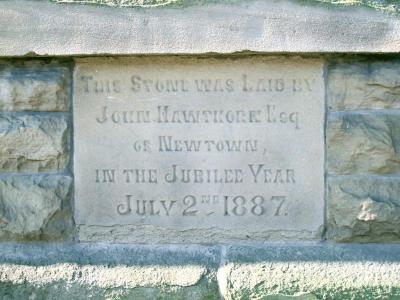 This Stone was Laid by
John Hawthorn Esq
of Newtown,
in the Jubilee Year
July 2nd 1887.